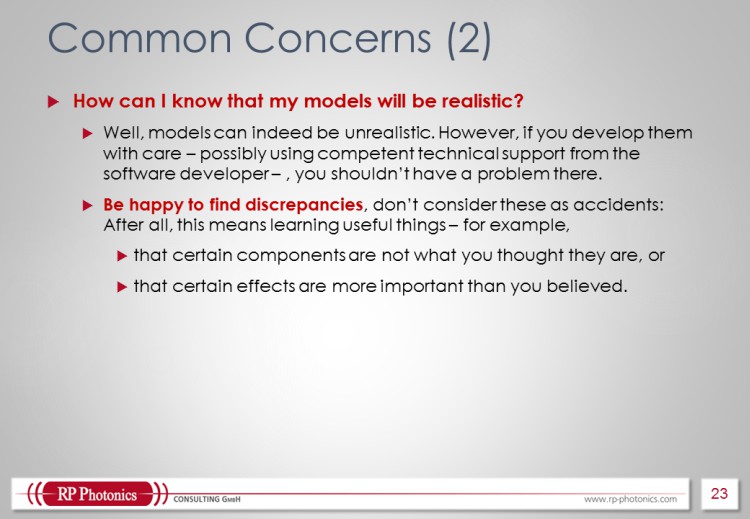 Common Concerns (2)
How can I know that my models will be realistic?
Well, models can indeed be unrealistic. However, if you develop them
with care – possibly using competent technical support from the
software developer – , you shouldn't have a problem there.
Be happy to find discrepancies, don't consider these as accidents:
After all, this means learning useful things – for example,
that certain components are not what you thought they are, or
that certain effects are more important than you believed.
RP Photonics CONSULTING GmbH
www.rp-photonics.com
23